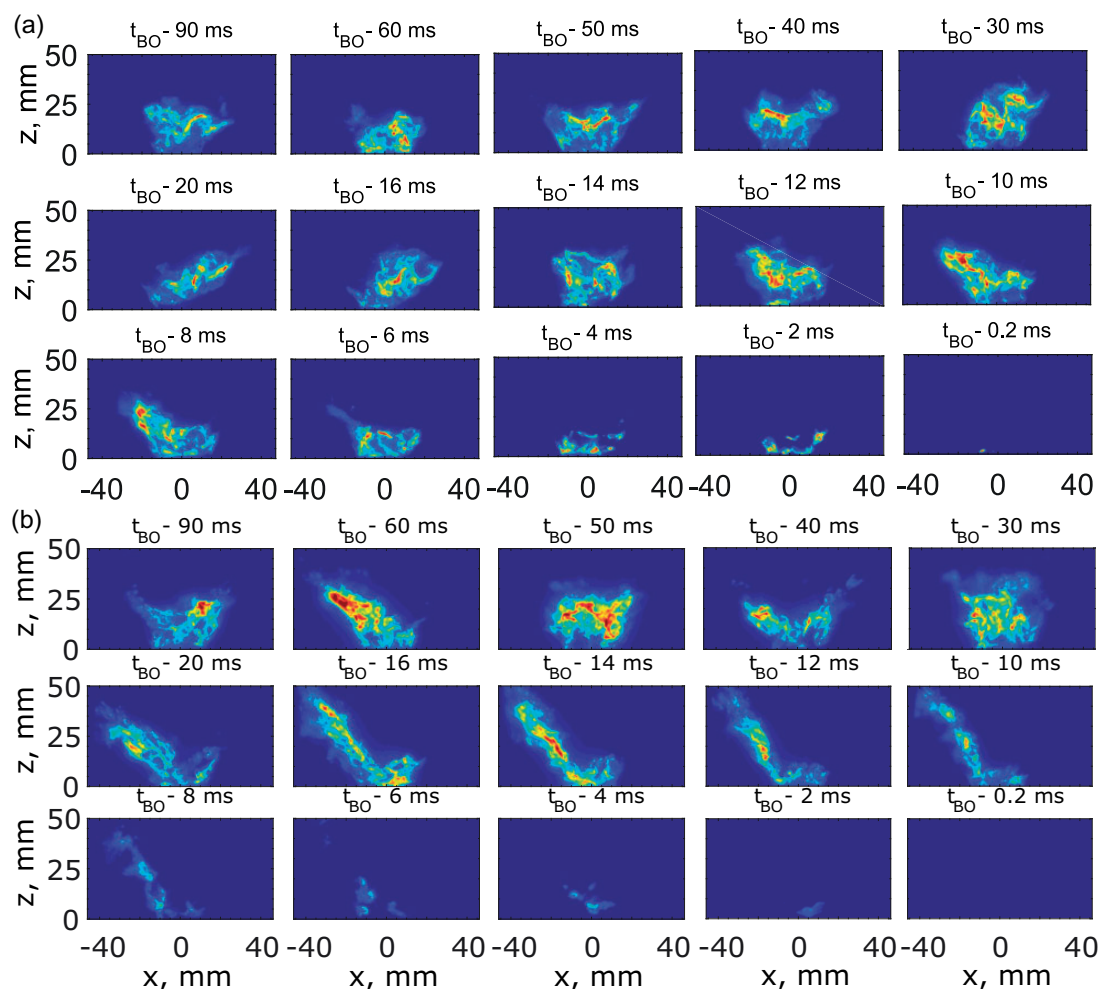 (a)
t_BO - 90 ms t_BO - 60 ms t_BO - 50 ms t_BO - 40 ms t_BO - 30 ms
50
25
0
z, mm
t_BO - 20 ms t_BO - 16 ms t_BO - 14 ms t_BO - 12 ms t_BO - 10 ms
50
25
0
z, mm
t_BO - 8 ms t_BO - 6 ms t_BO - 4 ms t_BO - 2 ms t_BO - 0.2 ms
50
25
0
z, mm
-40 0 40 -40 0 40 -40 0 40 -40 0 40 -40 0 40
(b)
t_BO - 90 ms t_BO - 60 ms t_BO - 50 ms t_BO - 40 ms t_BO - 30 ms
50
25
0
z, mm
t_BO - 20 ms t_BO - 16 ms t_BO - 14 ms t_BO - 12 ms t_BO - 10 ms
50
25
0
z, mm
t_BO - 8 ms t_BO - 6 ms t_BO - 4 ms t_BO - 2 ms t_BO - 0.2 ms
50
25
0
z, mm
-40 0 40 -40 0 40 -40 0 40 -40 0 40 -40 0 40
x, mm x, mm x, mm x, mm x, mm